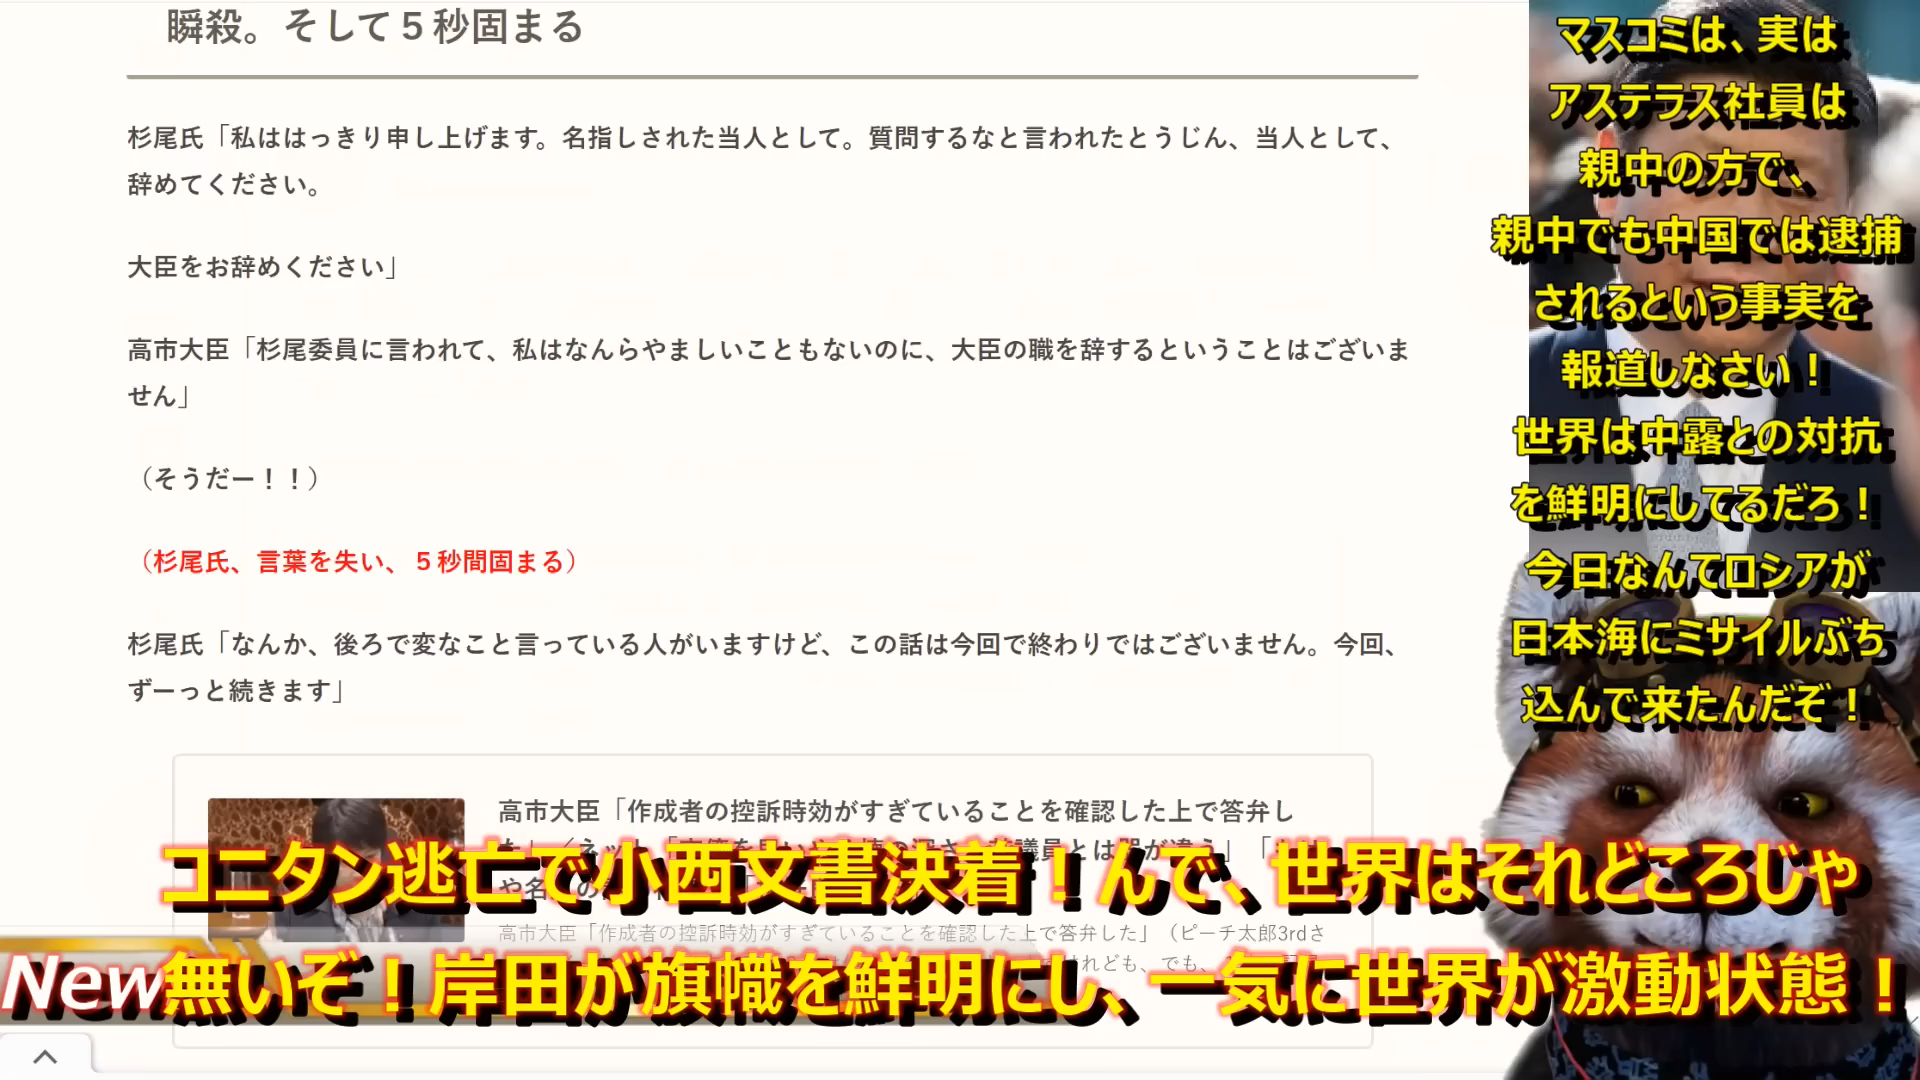 瞬殺。そして５秒固まる
杉尾氏「私ははっきり申し上げます。名指しされた当人として。質問するなと言われたとうじん、当人として、
辞めてください。
大臣をお辞めください」
高市大臣「杉尾委員に言われて、私はなんらやましいこともないのに、大臣の職を辞するということはございま
せん」
（そうだー！！）
（杉尾氏、言葉を失い、５秒間固まる）
杉尾氏「なんか、後ろで変なこと言っている人がいますけど、この話は今回で終わりではございません。今回、
ずーっと続きます」
高市大臣「作成者の控訴時効がすぎていることを確認した上で答弁し
高市大臣「作成者の控訴時効がすぎていることを確認した上で答弁した」（ピーチ太郎3rdさ
けれども、でも、
マスコミは、実は
アステラス社員は
親中の方で、
親中でも中国では逮捕
されるという事実を
報道しなさい！
世界は中露との対抗
を鮮明にしてるだろ！
今日なんてロシアが
日本海にミサイルぶち
込んで来たんだぞ！
コニタン逃亡で小西文書決着！んで、世界はそれどころじゃ
New
無いぞ！岸田が旗幟を鮮明にし、一気に世界が激動状態！